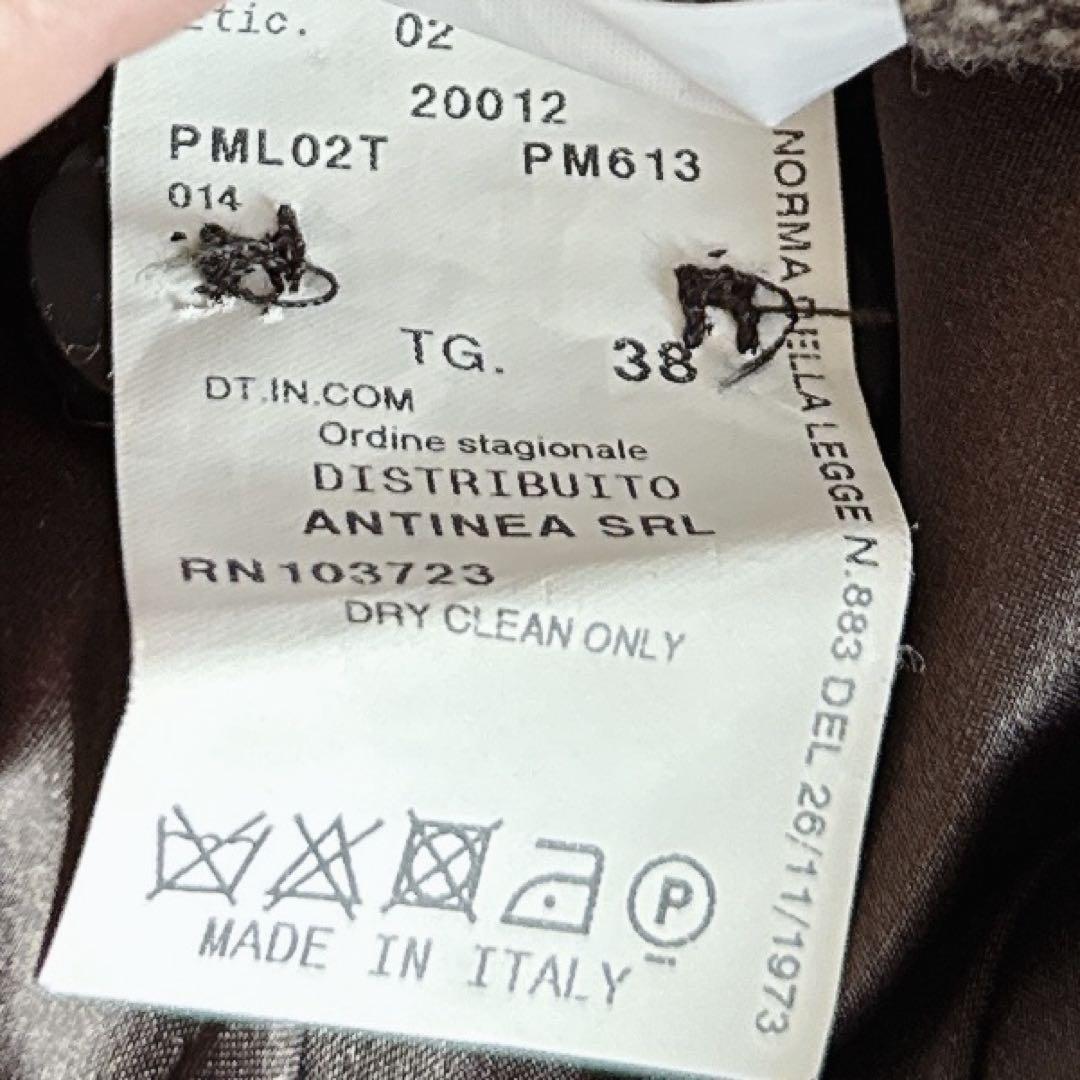 tic. 02
20012
PML02T PM613
014
TG. 38
DT.IN.COM
Ordine stagionale
DISTRIBUITO
ANTINEA SRL
RN103723
DRY CLEAN ONLY
P
MADE IN ITALY
NORMA DELLA LEGGE N.883 DEL 26/11/1973